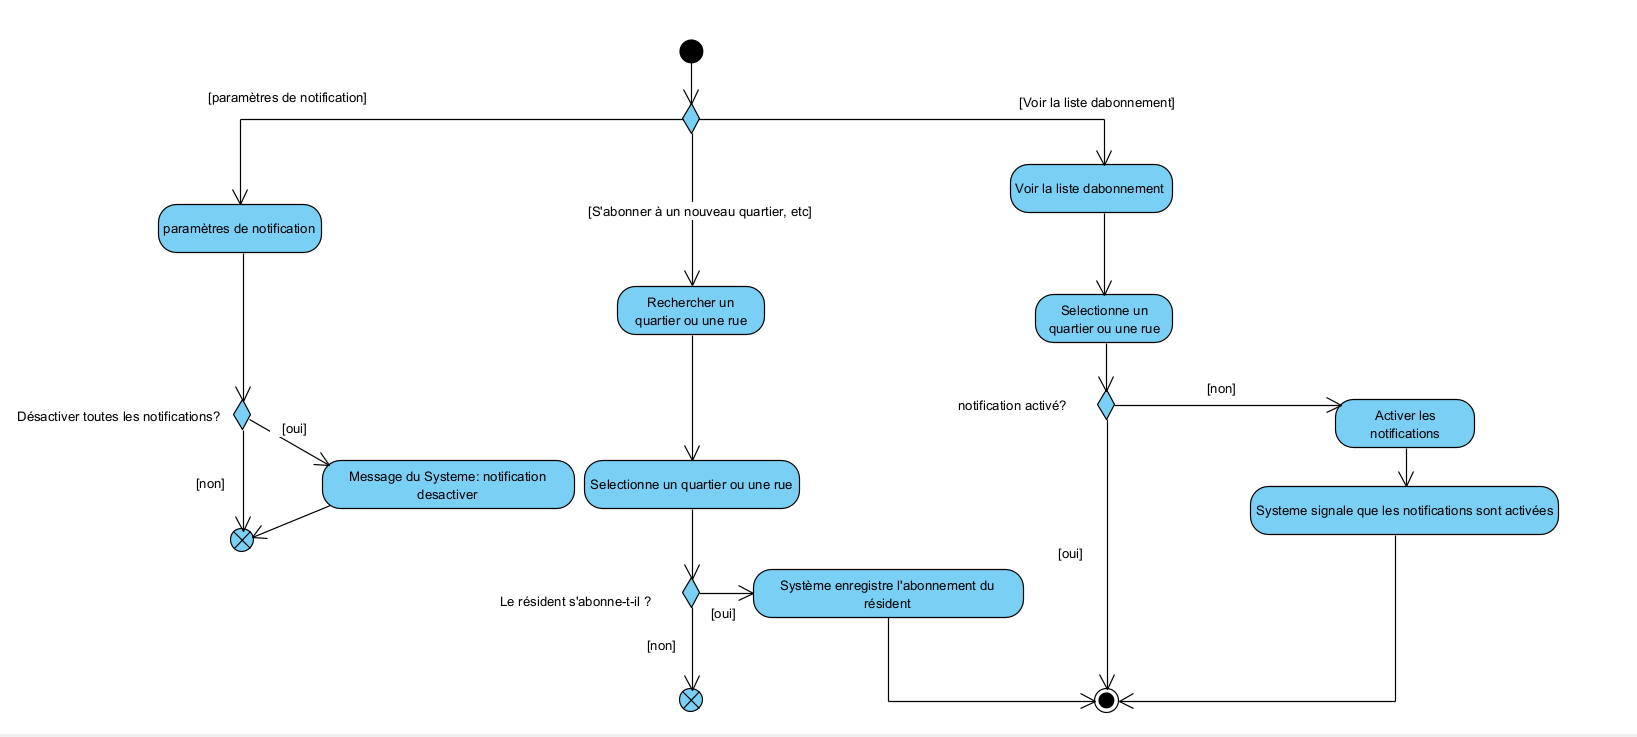 [paramètres de notification]
[Voir la liste dabonnement]
Voir la liste dabonnement
[S'abonner à un nouveau quartier, etc]
paramètres de notification
Rechercher un
quartier ou une rue
Selectionne un
quartier ou une rue
[non]
notification activé?
Désactiver toutes les notifications?
[oui]
Activer les
notifications
Message du Systeme: notification
desactiver
Selectionne un quartier ou une rue
[non]
Systeme signale que les notifications sont activées
[oui]
Système enregistre l'abonnement du
résident
Le résident s'abonne-t-il ?
[oui]
[non]